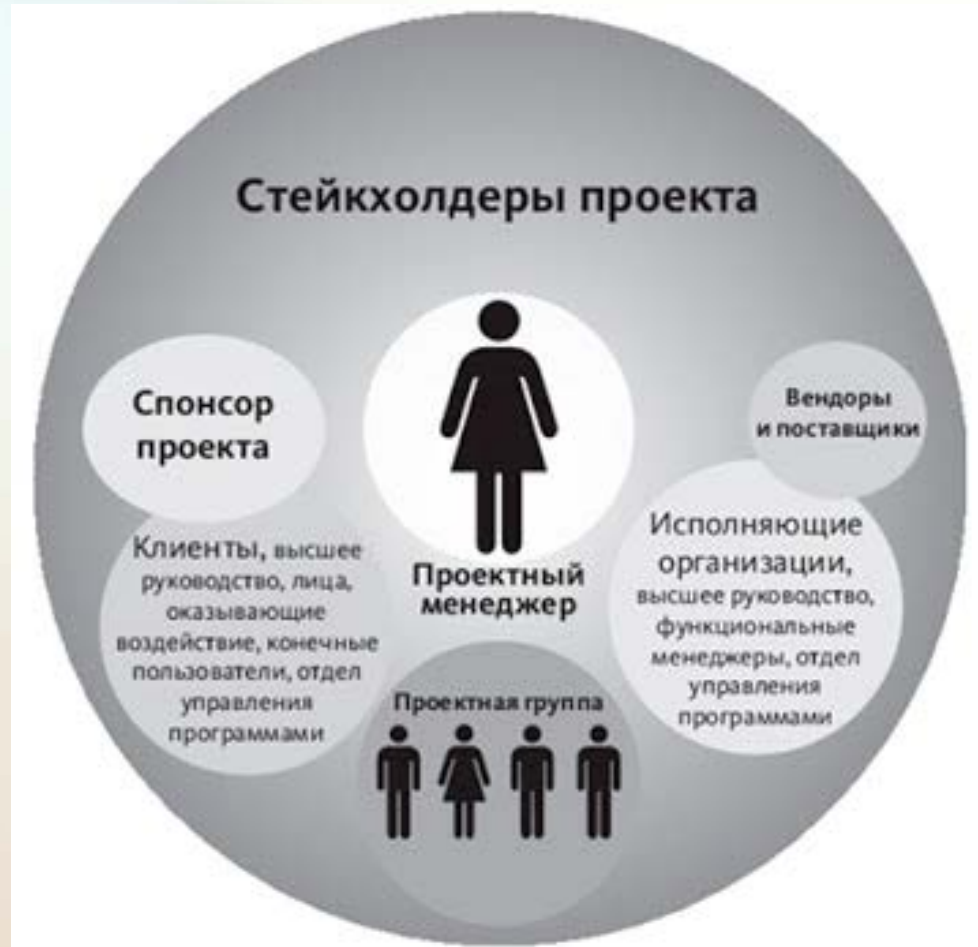 Стейкхолдеры проекта
Спонсор
проекта
Вендоры
и поставщики
Клиенты, высшее
руководство, лица,
оказывающие
воздействие, конечные
пользователи, отдел
управления
программами
Проектный
менеджер
Исполняющие
организации,
высшее руководство,
функциональные
менеджеры, отдел
управления
программами
Проектная группа